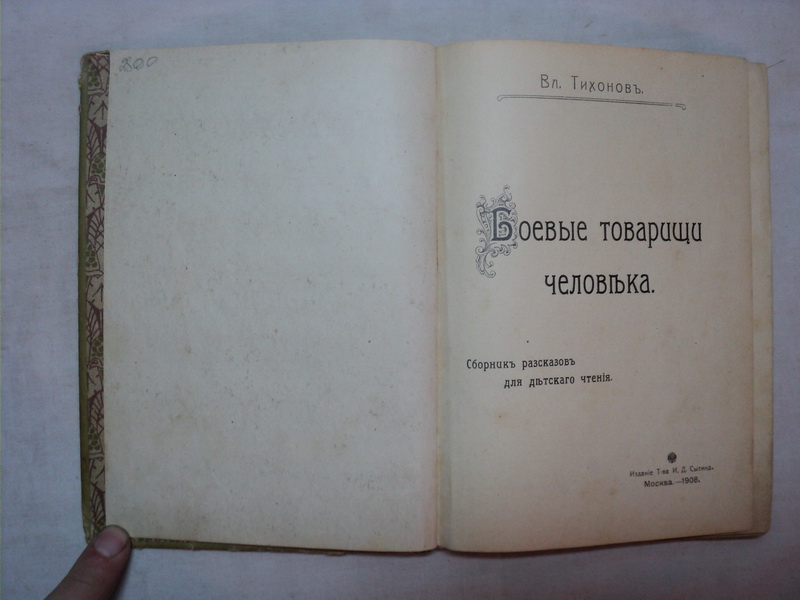 200
Вл. Тихоновъ.
Боевые товарищи
человѣка.
Сборникъ разсказовъ
для дѣтскаго чтенія.
Изданіе Т-ва И. Д. Сытина.
Москва.—1908.